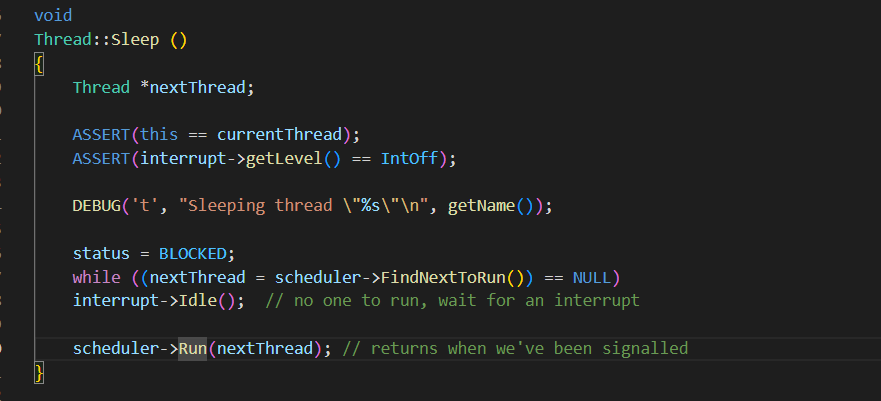 void
Thread::Sleep ()
{
    Thread *nextThread;
    ASSERT(this == currentThread);
    ASSERT(interrupt->getLevel() == IntOff);
    DEBUG('t', "Sleeping thread \"%s\"\n", getName());
    status = BLOCKED;
    while ((nextThread = scheduler->FindNextToRun()) == NULL)
    interrupt->Idle();  // no one to run, wait for an interrupt
    scheduler->Run(nextThread); // returns when we've been signalled
}